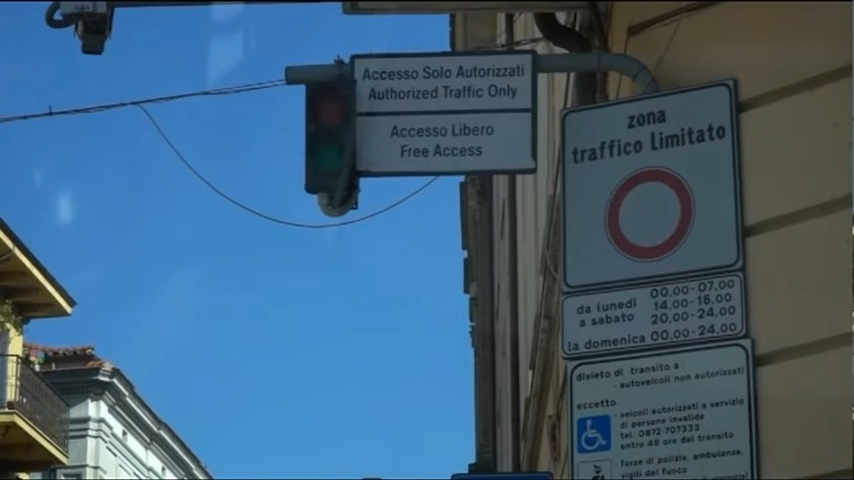 Accesso Solo Autorizzati
Authorized Traffic Only
Accesso Libero
Free Access
zona
traffico limitato
da lunedi a sabato
00.00-07.00
14.00-16.00
20.00-24.00
la domenica 00.00-24.00
divieto di transito a
autoveicoli non autorizzati
eccetto
veicoli autorizzati a servizio
di persone invalide
tel. 0872-707333
entro 48 ore dal transito
forze di polizia, ambulanze,
vigili del fuoco